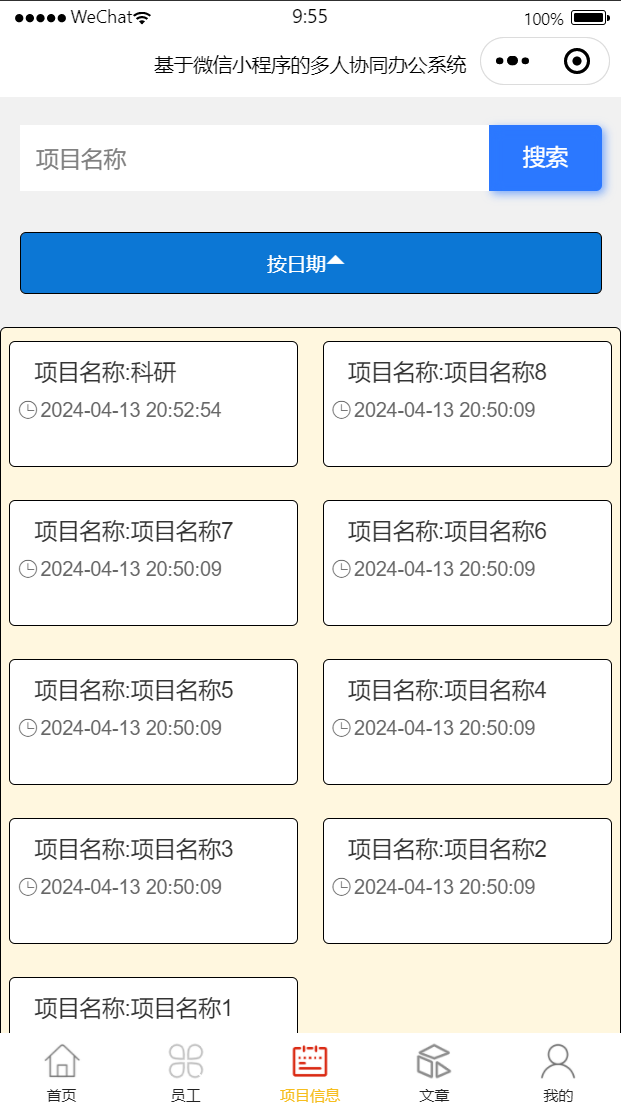 WeChat 9:55 100%
基于微信小程序的多人协同办公系统
项目名称 搜索
按日期
项目名称:科研 项目名称:项目名称8
2024-04-13 20:52:54 2024-04-13 20:50:09
项目名称:项目名称7 项目名称:项目名称6
2024-04-13 20:50:09 2024-04-13 20:50:09
项目名称:项目名称5 项目名称:项目名称4
2024-04-13 20:50:09 2024-04-13 20:50:09
项目名称:项目名称3 项目名称:项目名称2
2024-04-13 20:50:09 2024-04-13 20:50:09
项目名称:项目名称1
首页 员工 项目信息 文章 我的